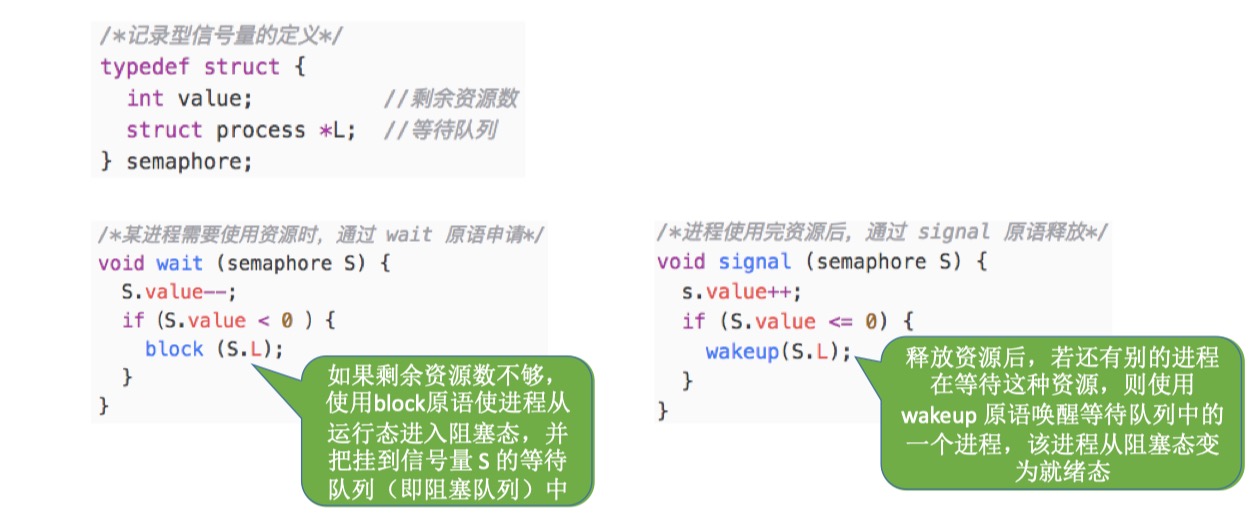 /*记录型信号量的定义*/
typedef struct {
  int value;          //剩余资源数
  struct process *L;  //等待队列
} semaphore;
/*某进程需要使用资源时，通过 wait 原语申请*/
void wait (semaphore S) {
  S.value--;
  if (S.value < 0 ) {
    block (S.L);
  }
}
如果剩余资源数不够，
使用block原语使进程从
运行态进入阻塞态，并
把挂到信号量 S 的等待
队列（即阻塞队列）中
/*进程使用完资源后，通过 signal 原语释放*/
void signal (semaphore S) {
  s.value++;
  if (S.value <= 0) {
    wakeup(S.L);
  }
}
释放资源后，若还有别的进程
在等待这种资源，则使用
wakeup 原语唤醒等待队列中的
一个进程，该进程从阻塞态变
为就绪态